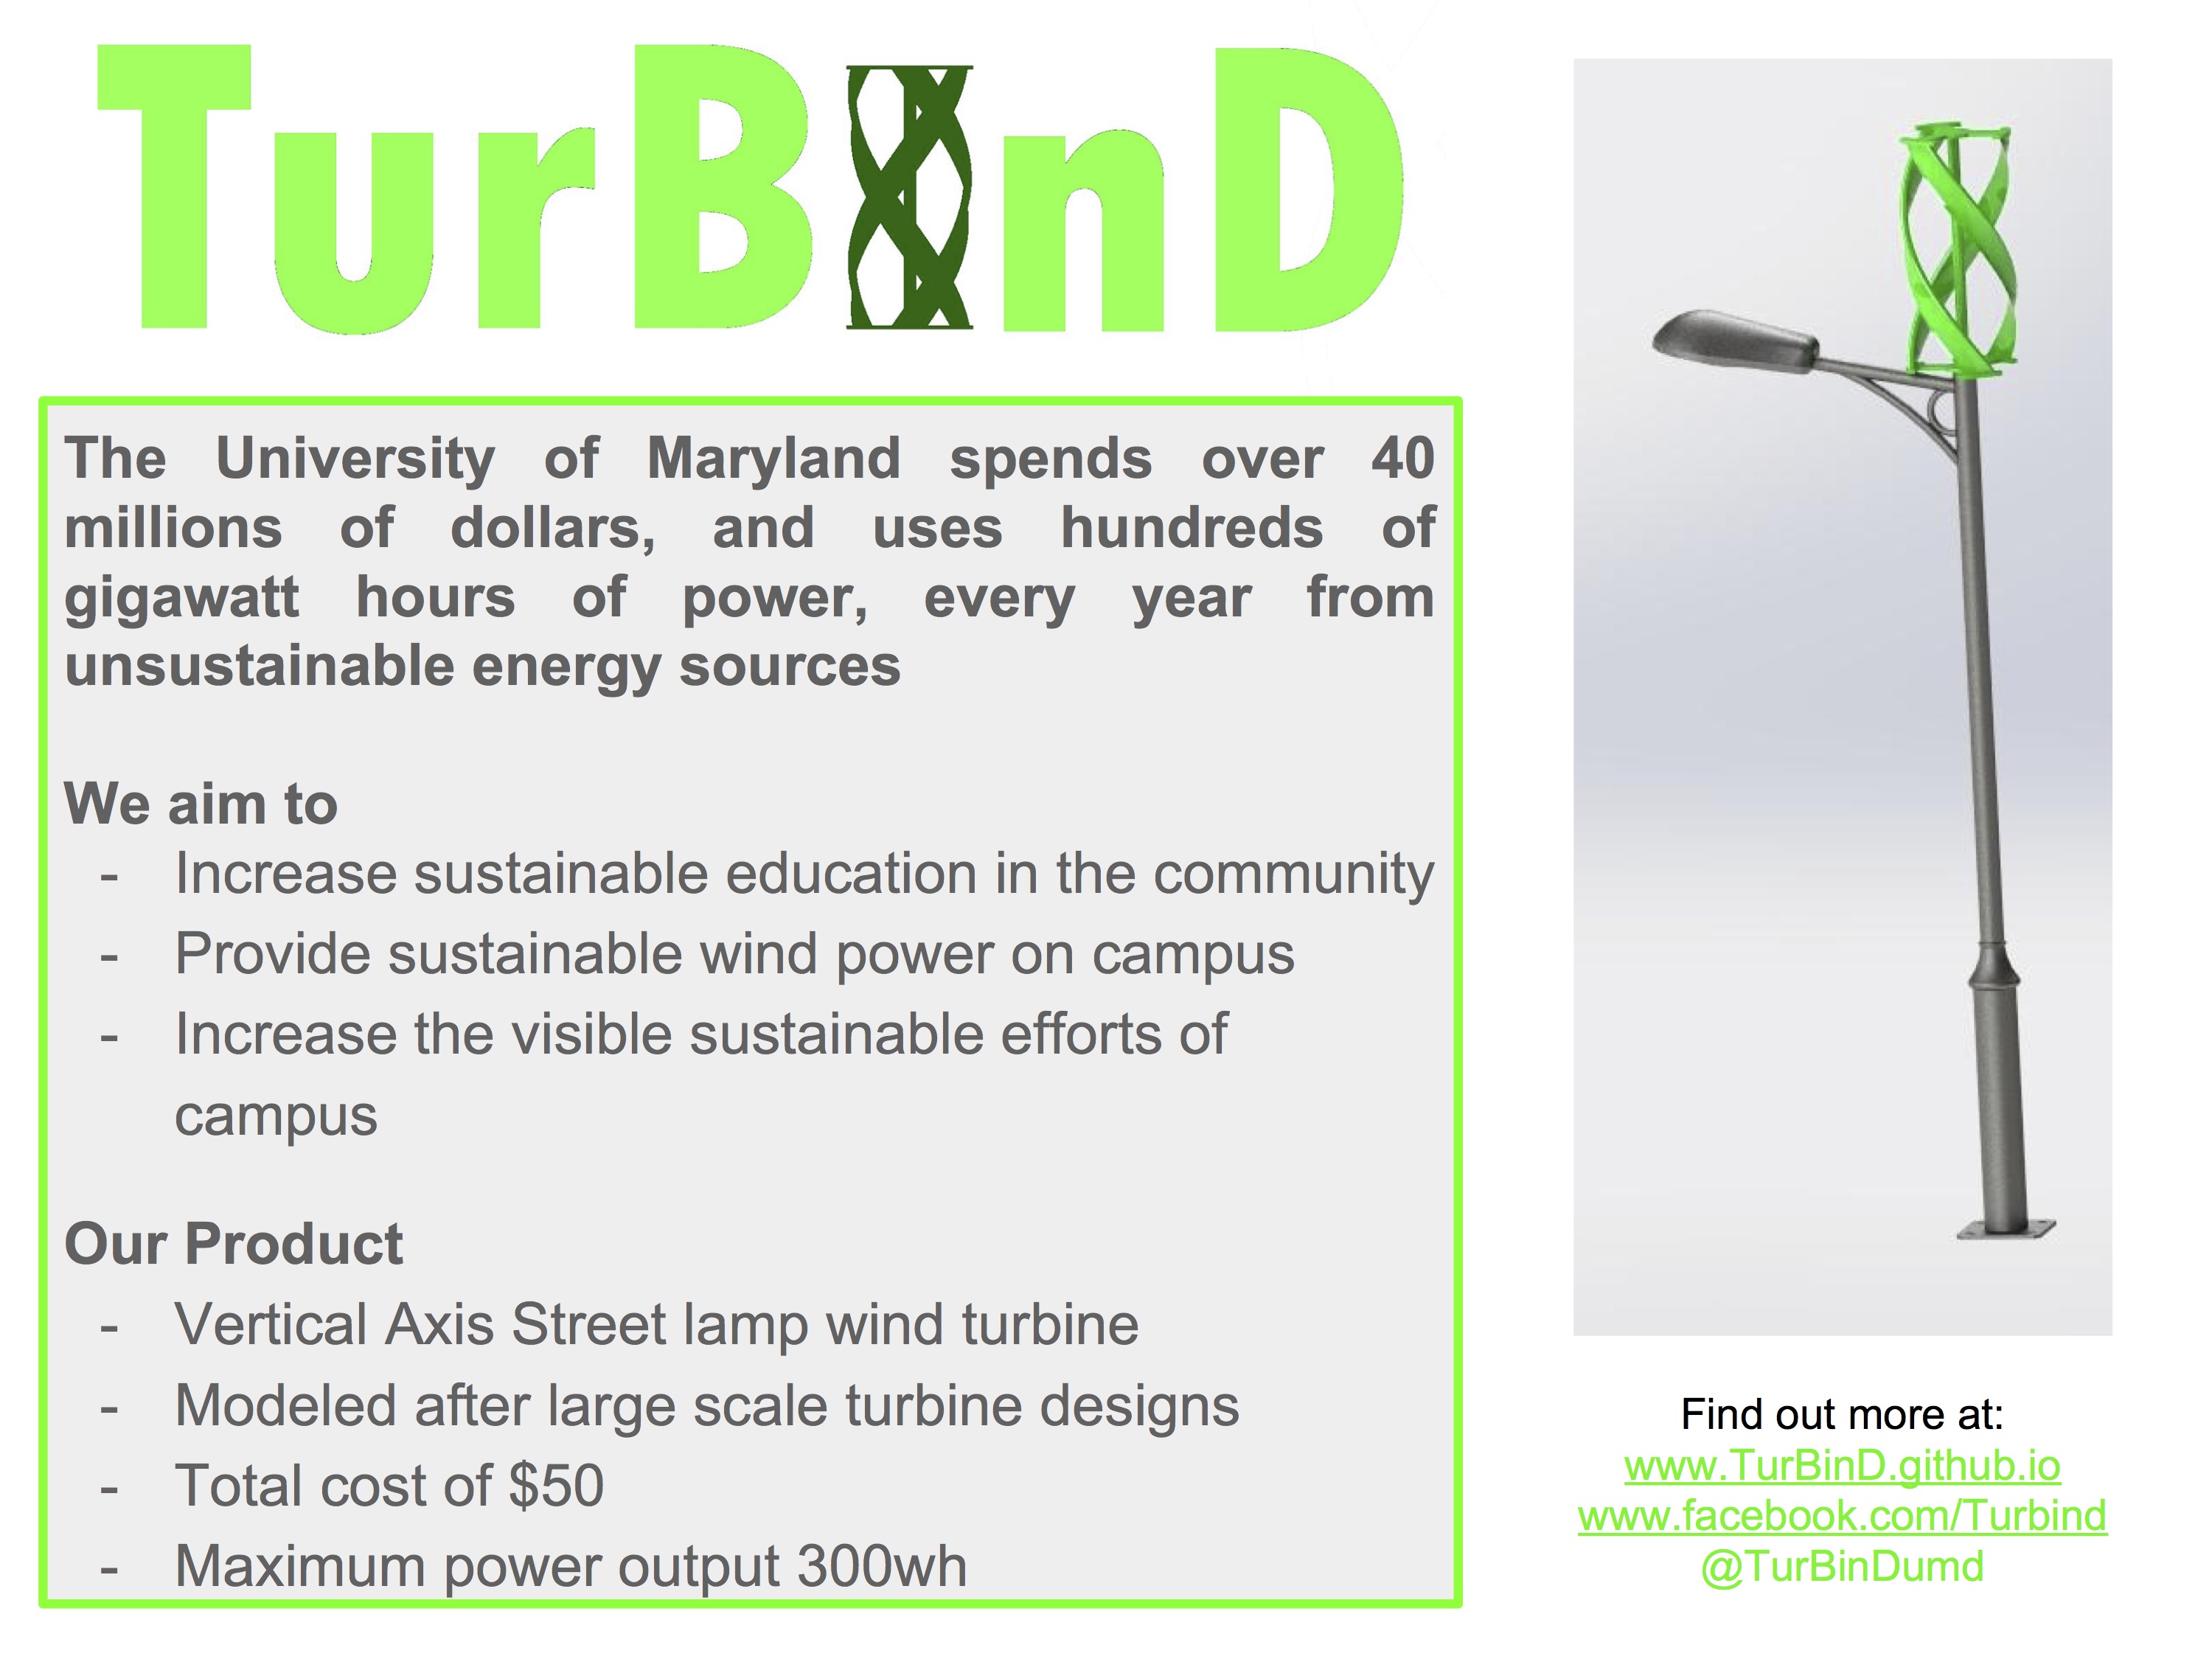 TurBinD
The University of Maryland spends over 40
millions of dollars, and uses hundreds of
gigawatt hours of power, every year from
unsustainable energy sources
We aim to
- Increase sustainable education in the community
- Provide sustainable wind power on campus
- Increase the visible sustainable efforts of
campus
Our Product
- Vertical Axis Street lamp wind turbine
- Modeled after large scale turbine designs
- Total cost of $50
- Maximum power output 300wh
Find out more at:
www.TurBinD.github.io
www.facebook.com/Turbind
@TurBinDumd